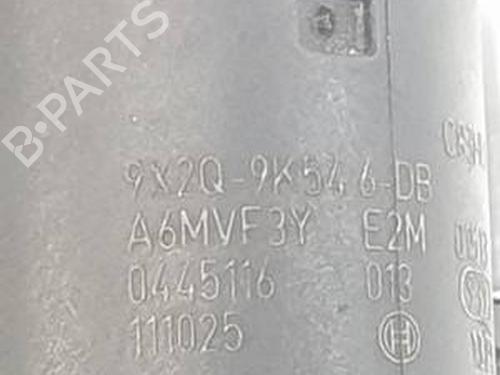 B-PARTS
9X2Q-9K546-DB
A6MVF3Y E2M
0445116 013
111025